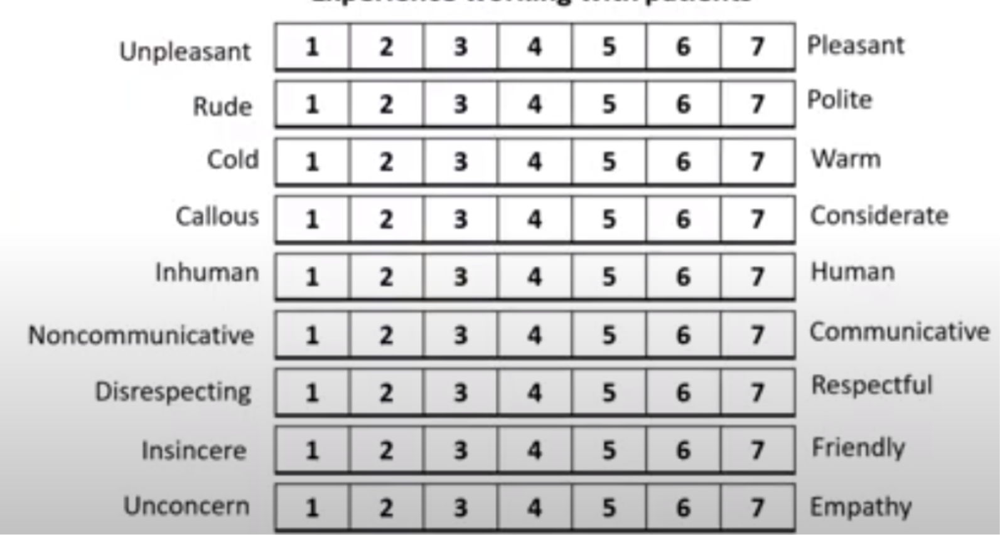 Experience working with patients
Unpleasant 1 2 3 4 5 6 7 Pleasant
Rude 1 2 3 4 5 6 7 Polite
Cold 1 2 3 4 5 6 7 Warm
Callous 1 2 3 4 5 6 7 Considerate
Inhuman 1 2 3 4 5 6 7 Human
Noncommunicative 1 2 3 4 5 6 7 Communicative
Disrespecting 1 2 3 4 5 6 7 Respectful
Insincere 1 2 3 4 5 6 7 Friendly
Unconcern 1 2 3 4 5 6 7 Empathy